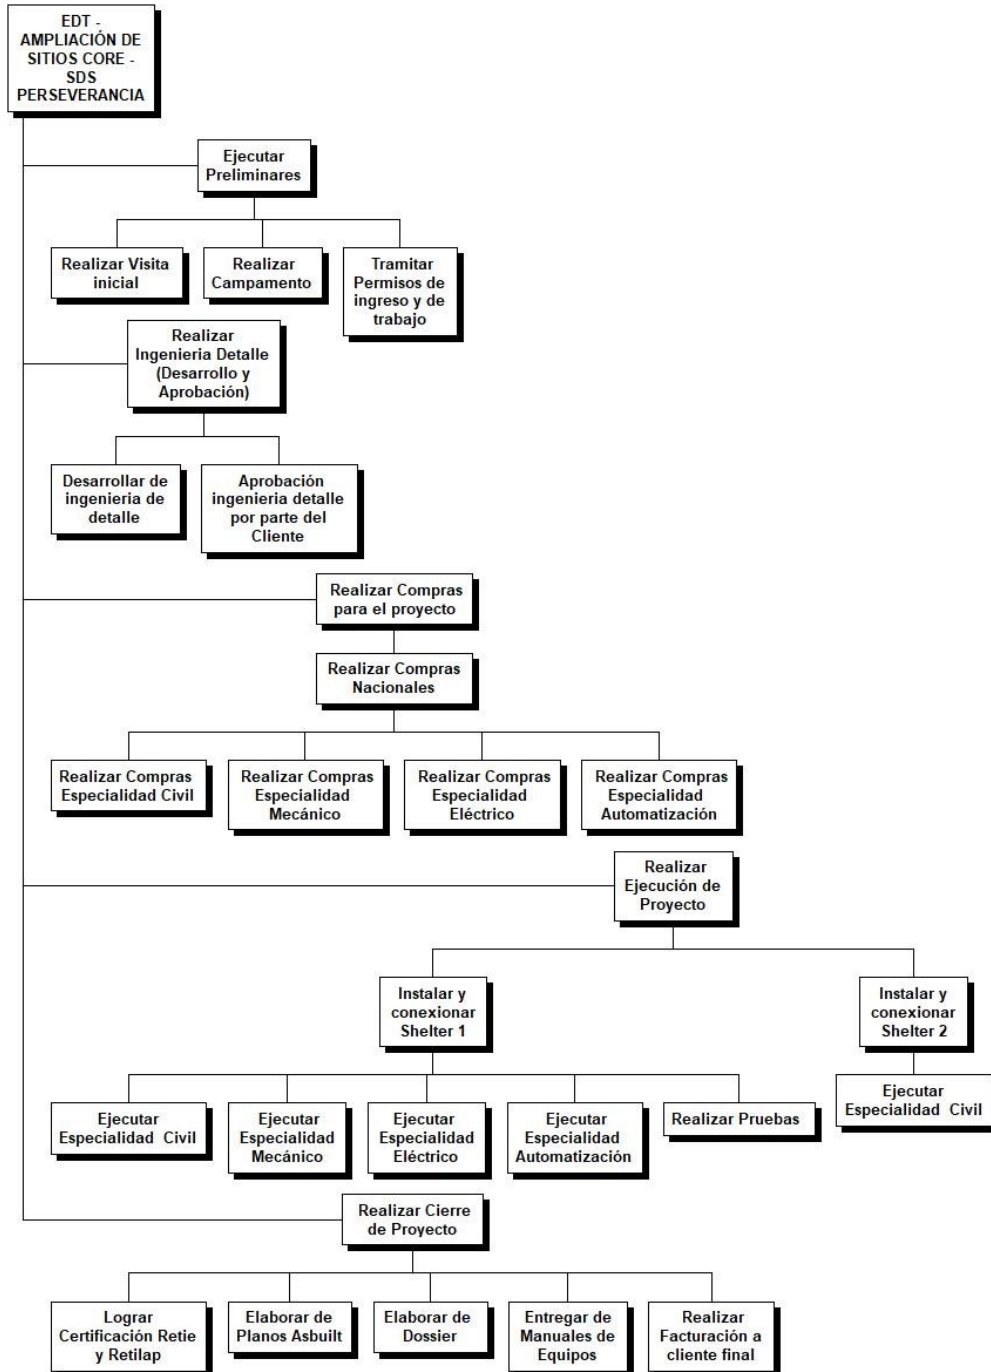 EDT -
AMPLIACIÓN DE
SITIOS CORE -
SDS
PERSEVERANCIA
Ejecutar
Preliminares
Realizar Visita
inicial
Realizar
Campamento
Tramitar
Permisos de
ingreso y de
trabajo
Realizar
Ingenieria Detalle
(Desarrollo y
Aprobación)
Desarrollar de
ingenieria de
detalle
Aprobación
ingenieria detalle
por parte del
Cliente
Realizar Compras
para el proyecto
Realizar Compras
Nacionales
Realizar Compras
Especialidad Civil
Realizar Compras
Especialidad
Mecánico
Realizar Compras
Especialidad
Eléctrico
Realizar Compras
Especialidad
Automatización
Realizar
Ejecución de
Proyecto
Instalar y
conexionar
Shelter 1
Instalar y
conexionar
Shelter 2
Ejecutar
Especialidad Civil
Ejecutar
Especialidad
Mecánico
Ejecutar
Especialidad
Eléctrico
Ejecutar
Especialidad
Automatización
Realizar Pruebas
Ejecutar
Especialidad Civil
Realizar Cierre
de Proyecto
Lograr
Certificación Retie
y Retilap
Elaborar de
Planos Asbuilt
Elaborar de
Dossier
Entregar de
Manuales de
Equipos
Realizar
Facturación a
cliente final